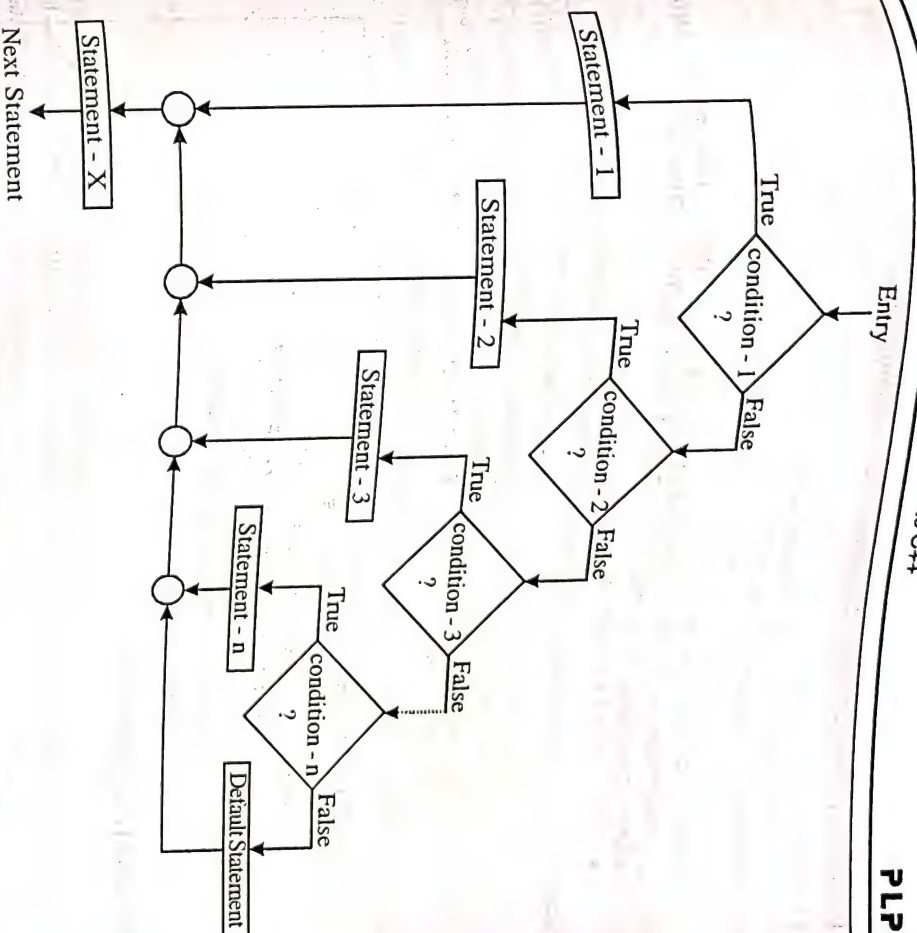 PLP
Entry
condition - 1
?
True
False
Statement - 1
condition - 2
?
True
False
Statement - 2
condition - 3
?
True
False
Statement - 3
condition - n
?
True
False
Statement - n
Default Statement
Statement - X
Next Statement